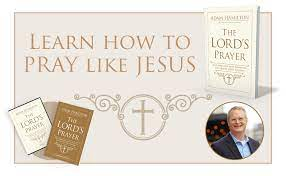 LEARN HOW TO
PRAY LIKE JESUS
ADAM HAMILTON
THE
LORD'S
PRAYER
THE
LORD'S
PRAYER
THE
LORD'S
PRAYER